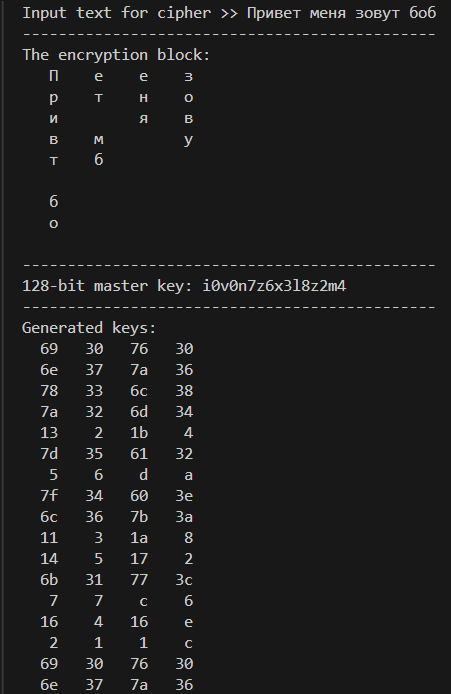 Input text for cipher >> Привет меня зовут боб
-------------------------------------------
The encryption block:
П е е з
р т н о
и я в
в м у
т б
б
о
-------------------------------------------
128-bit master key: i0v0n7z6x3l8z2m4
-------------------------------------------
Generated keys:
69 30 76 30
6e 37 7a 36
78 33 6c 38
7a 32 6d 34
13 2 1b 4
7d 35 61 32
5 6 d a
7f 34 60 3e
6c 36 7b 3a
11 3 1a 8
14 5 17 2
6b 31 77 3c
7 7 c 6
16 4 16 e
2 1 1 c
69 30 76 30
6e 37 7a 36